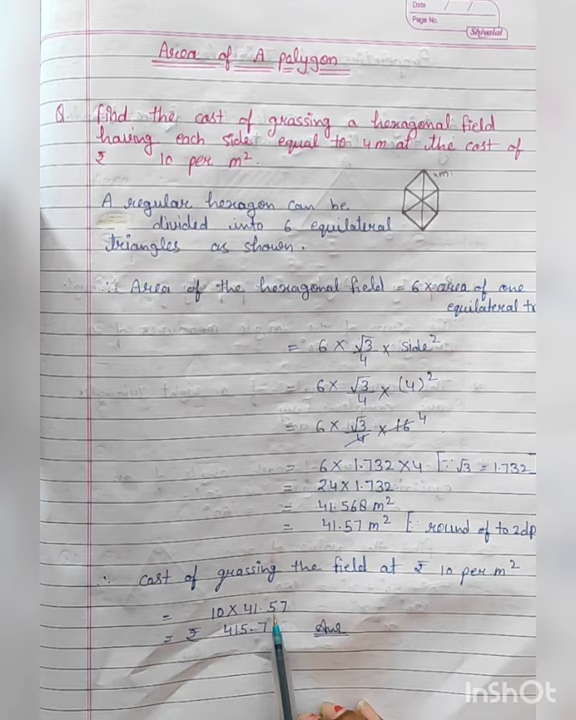 Date / /
Page No.
Shivalal
Area of A polygon
Q. Find the cost of grassing a hexagonal field
having each side equal to 4 m at the cost of
₹ 10 per m².
m
A regular hexagon can be
divided into 6 equilateral
triangles as shown.
∴ Area of the hexagonal field = 6 × area of one
equilateral tr
= 6 × √3/4 × side²
= 6 × √3/4 × (4)²
= 6 × √3/4 × 16 4
= 6 × 1.732 × 4 [∵ √3 = 1.732
= 24 × 1.732
= 41.568 m²
= 41.57 m² [∵ round of to 2dp
∴ cost of grassing the field at ₹ 10 per m²
= 10 × 41.57
= ₹ 415.7 Ans
InShOt